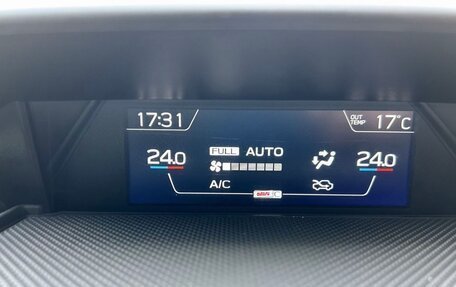 17:31
OUT TEMP 17°C
FULL AUTO
24.0 24.0
A/C